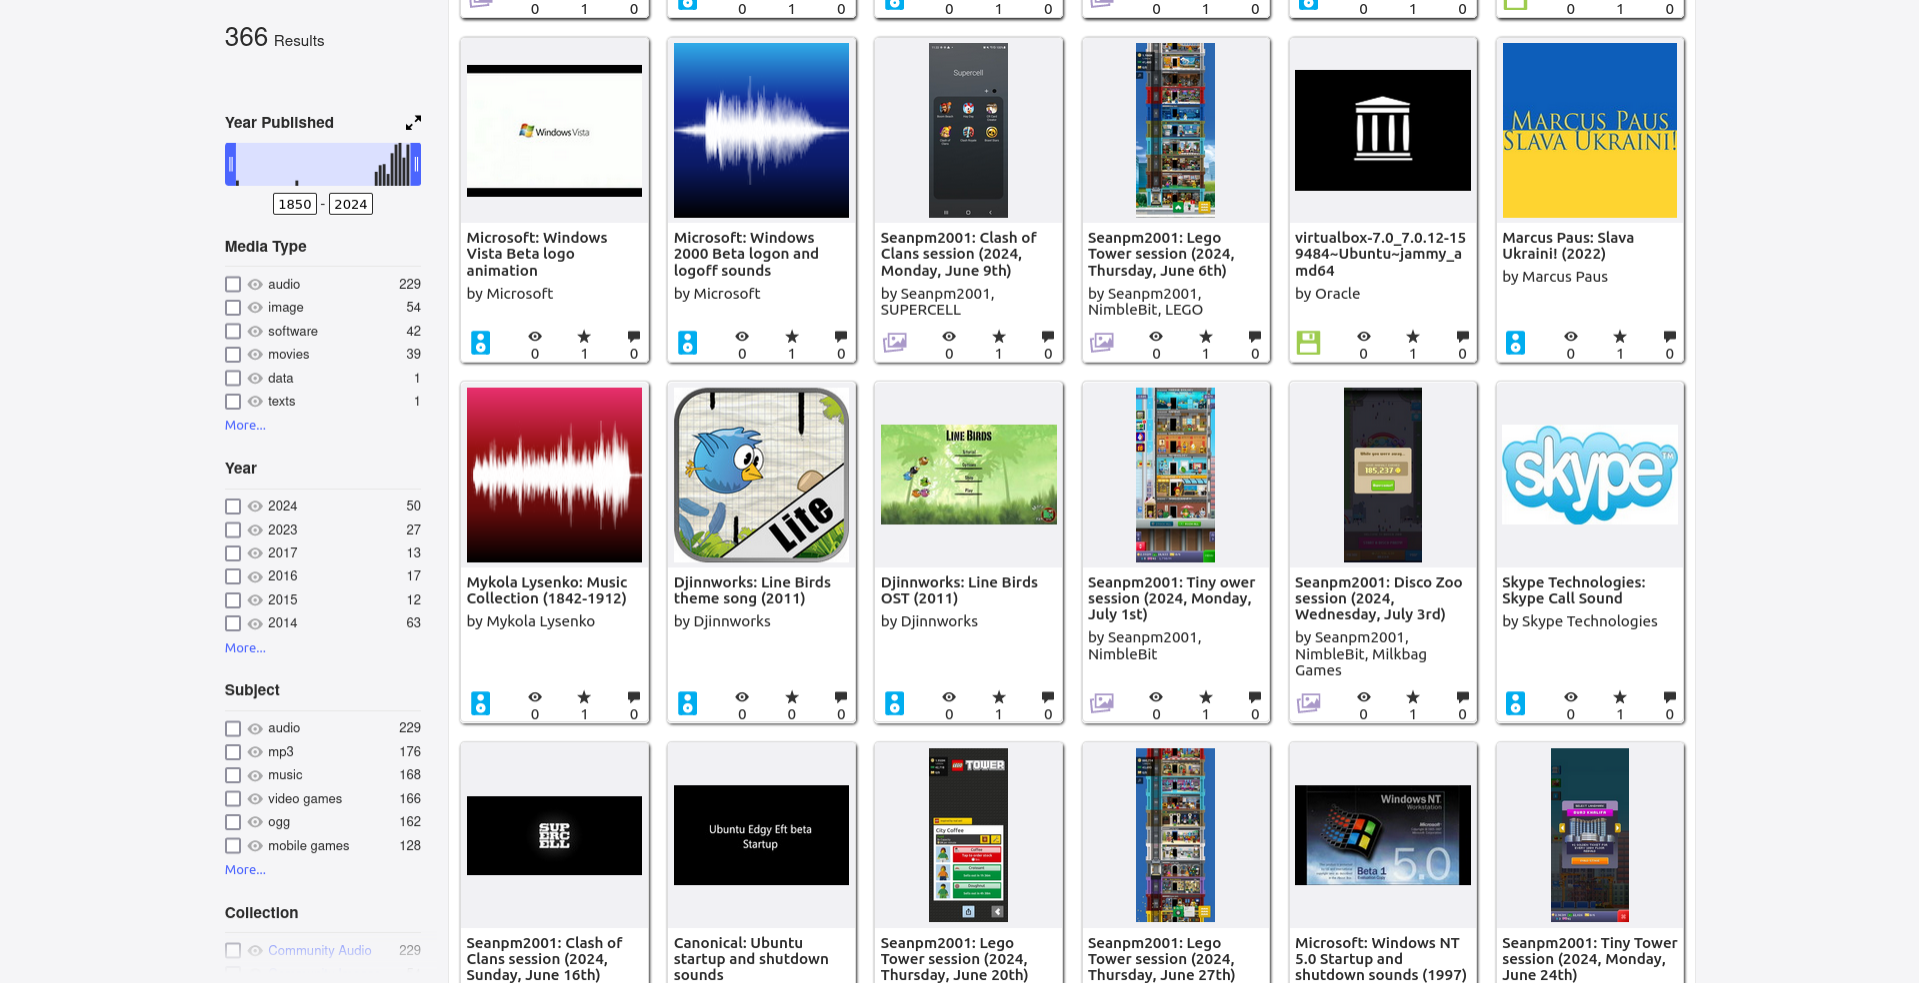 366 Results
Year Published
1850 - 2024
Media Type
audio 229
image 54
software 42
movies 39
data 1
texts 1
More...
Year
2024 50
2023 27
2017 13
2016 17
2015 12
2014 63
More...
Subject
audio 229
mp3 176
music 168
video games 166
ogg 162
mobile games 128
More...
Collection
Community Audio 229
0 1 0
0 1 0
0 1 0
0 1 0
0 1 0
0 1 0
Windows Vista
Microsoft: Windows
Vista Beta logo
animation
by Microsoft
0 1 0
Microsoft: Windows
2000 Beta logon and
logoff sounds
by Microsoft
0 1 0
Supercell
Seanpm2001: Clash of
Clans session (2024,
Monday, June 9th)
by Seanpm2001,
SUPERCELL
0 1 0
Seanpm2001: Lego
Tower session (2024,
Thursday, June 6th)
by Seanpm2001,
NimbleBit, LEGO
0 1 0
virtualbox-7.0_7.0.12-15
9484~Ubuntu~jammy_a
md64
by Oracle
0 1 0
MARCUS PAUS
SLAVA UKRAINI!
Marcus Paus: Slava
Ukraini! (2022)
by Marcus Paus
0 1 0
Mykola Lysenko: Music
Collection (1842-1912)
by Mykola Lysenko
0 1 0
Lite
Djinnworks: Line Birds
theme song (2011)
by Djinnworks
0 0 0
LINE BIRDS
Djinnworks: Line Birds
OST (2011)
by Djinnworks
0 1 0
Seanpm2001: Tiny ower
session (2024, Monday,
July 1st)
by Seanpm2001,
NimbleBit
0 1 0
105,237
Seanpm2001: Disco Zoo
session (2024,
Wednesday, July 3rd)
by Seanpm2001,
NimbleBit, Milkbag
Games
0 1 0
skype TM
Skype Technologies:
Skype Call Sound
by Skype Technologies
0 1 0
SUP
ERC
ELL
Seanpm2001: Clash of
Clans session (2024,
Sunday, June 16th)
Ubuntu Edgy Eft beta
Startup
Canonical: Ubuntu
startup and shutdown
sounds
LEGO TOWER
City Coffee
Seanpm2001: Lego
Tower session (2024,
Thursday, June 20th)
Seanpm2001: Lego
Tower session (2024,
Thursday, June 27th)
Windows NT
Workstation
Microsoft
5.0
Beta 1
Microsoft: Windows NT
5.0 Startup and
shutdown sounds (1997)
Seanpm2001: Tiny Tower
session (2024, Monday,
June 24th)